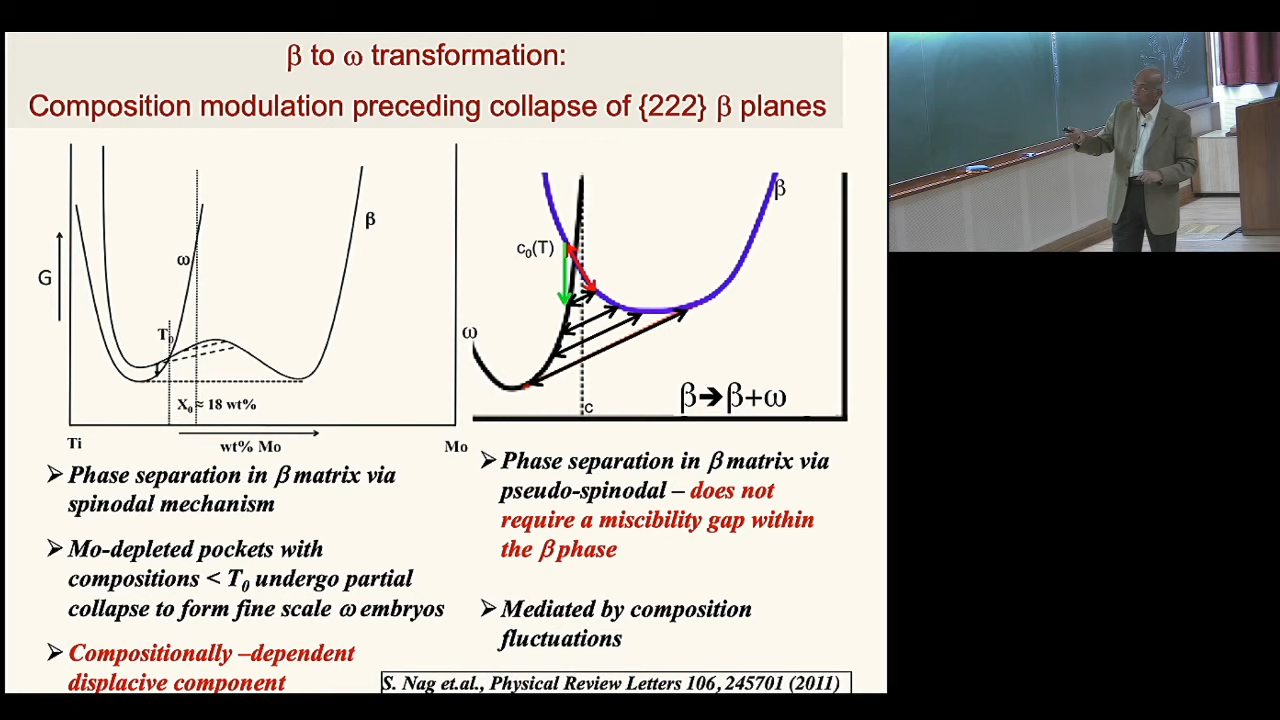 β to ω transformation:
Composition modulation preceding collapse of {222} β planes
G
ω
β
T0
X0 ≈ 18 wt%
Ti
wt% Mo
Mo
β
c0(T)
ω
c
β➔β+ω
➢ Phase separation in β matrix via
spinodal mechanism
➢ Mo-depleted pockets with
compositions < T0 undergo partial
collapse to form fine scale ω embryos
➢ Compositionally –dependent
displacive component
➢ Phase separation in β matrix via
pseudo-spinodal – does not
require a miscibility gap within
the β phase
➢ Mediated by composition
fluctuations
S. Nag et.al., Physical Review Letters 106, 245701 (2011)